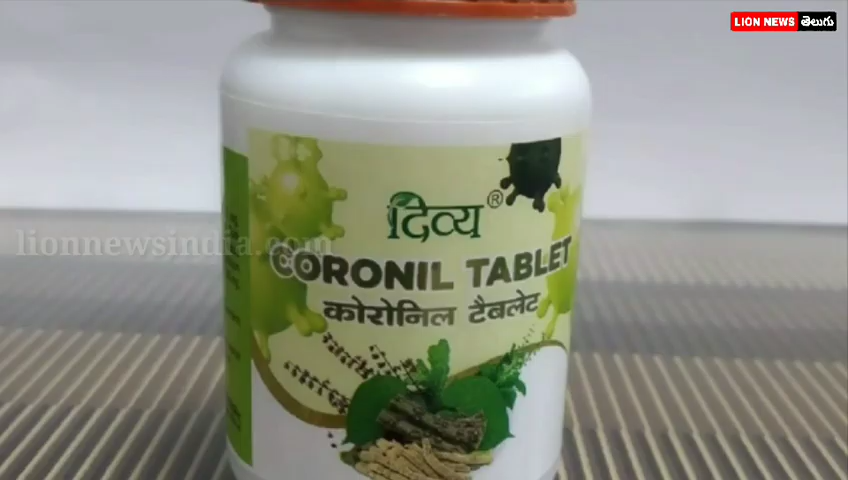 LION NEWS తెలుగు
दिव्य®
lionnewsindia.com
CORONIL TABLET
कोरोनिल टैबलेट